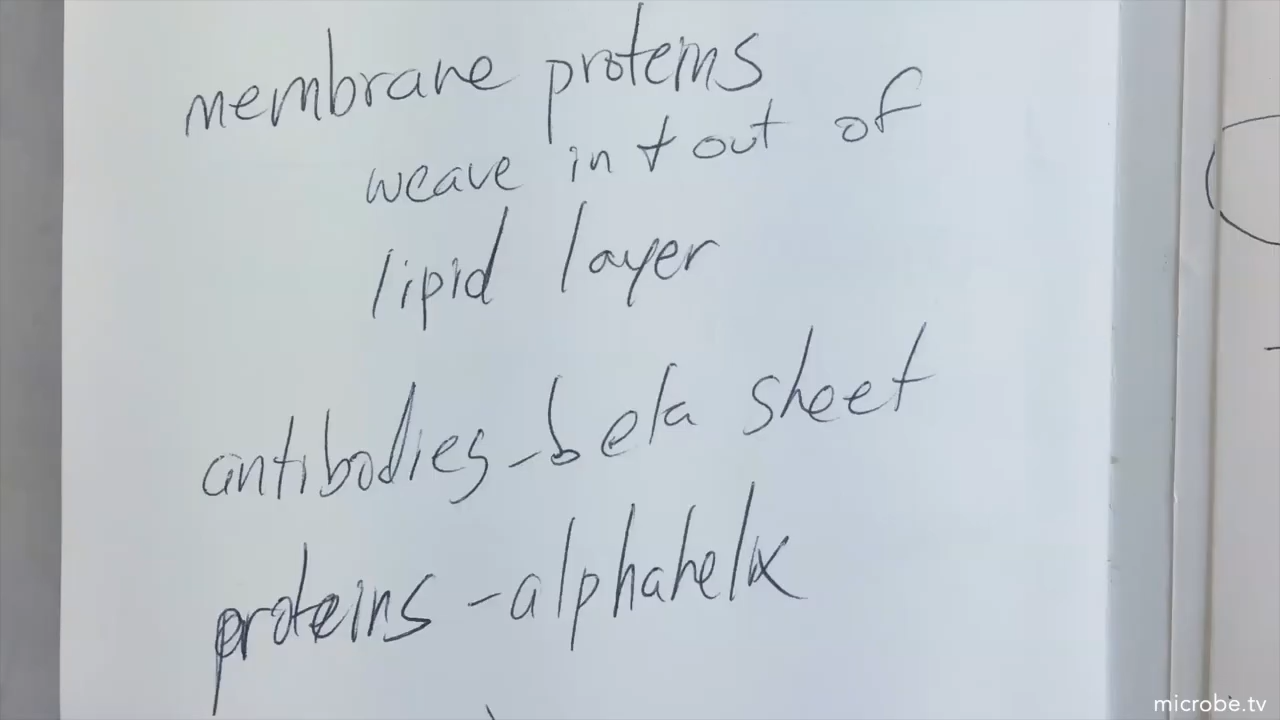 membrane proteins
weave in + out of
lipid layer
antibodies - beta sheet
proteins - alphahelix
microbe.tv